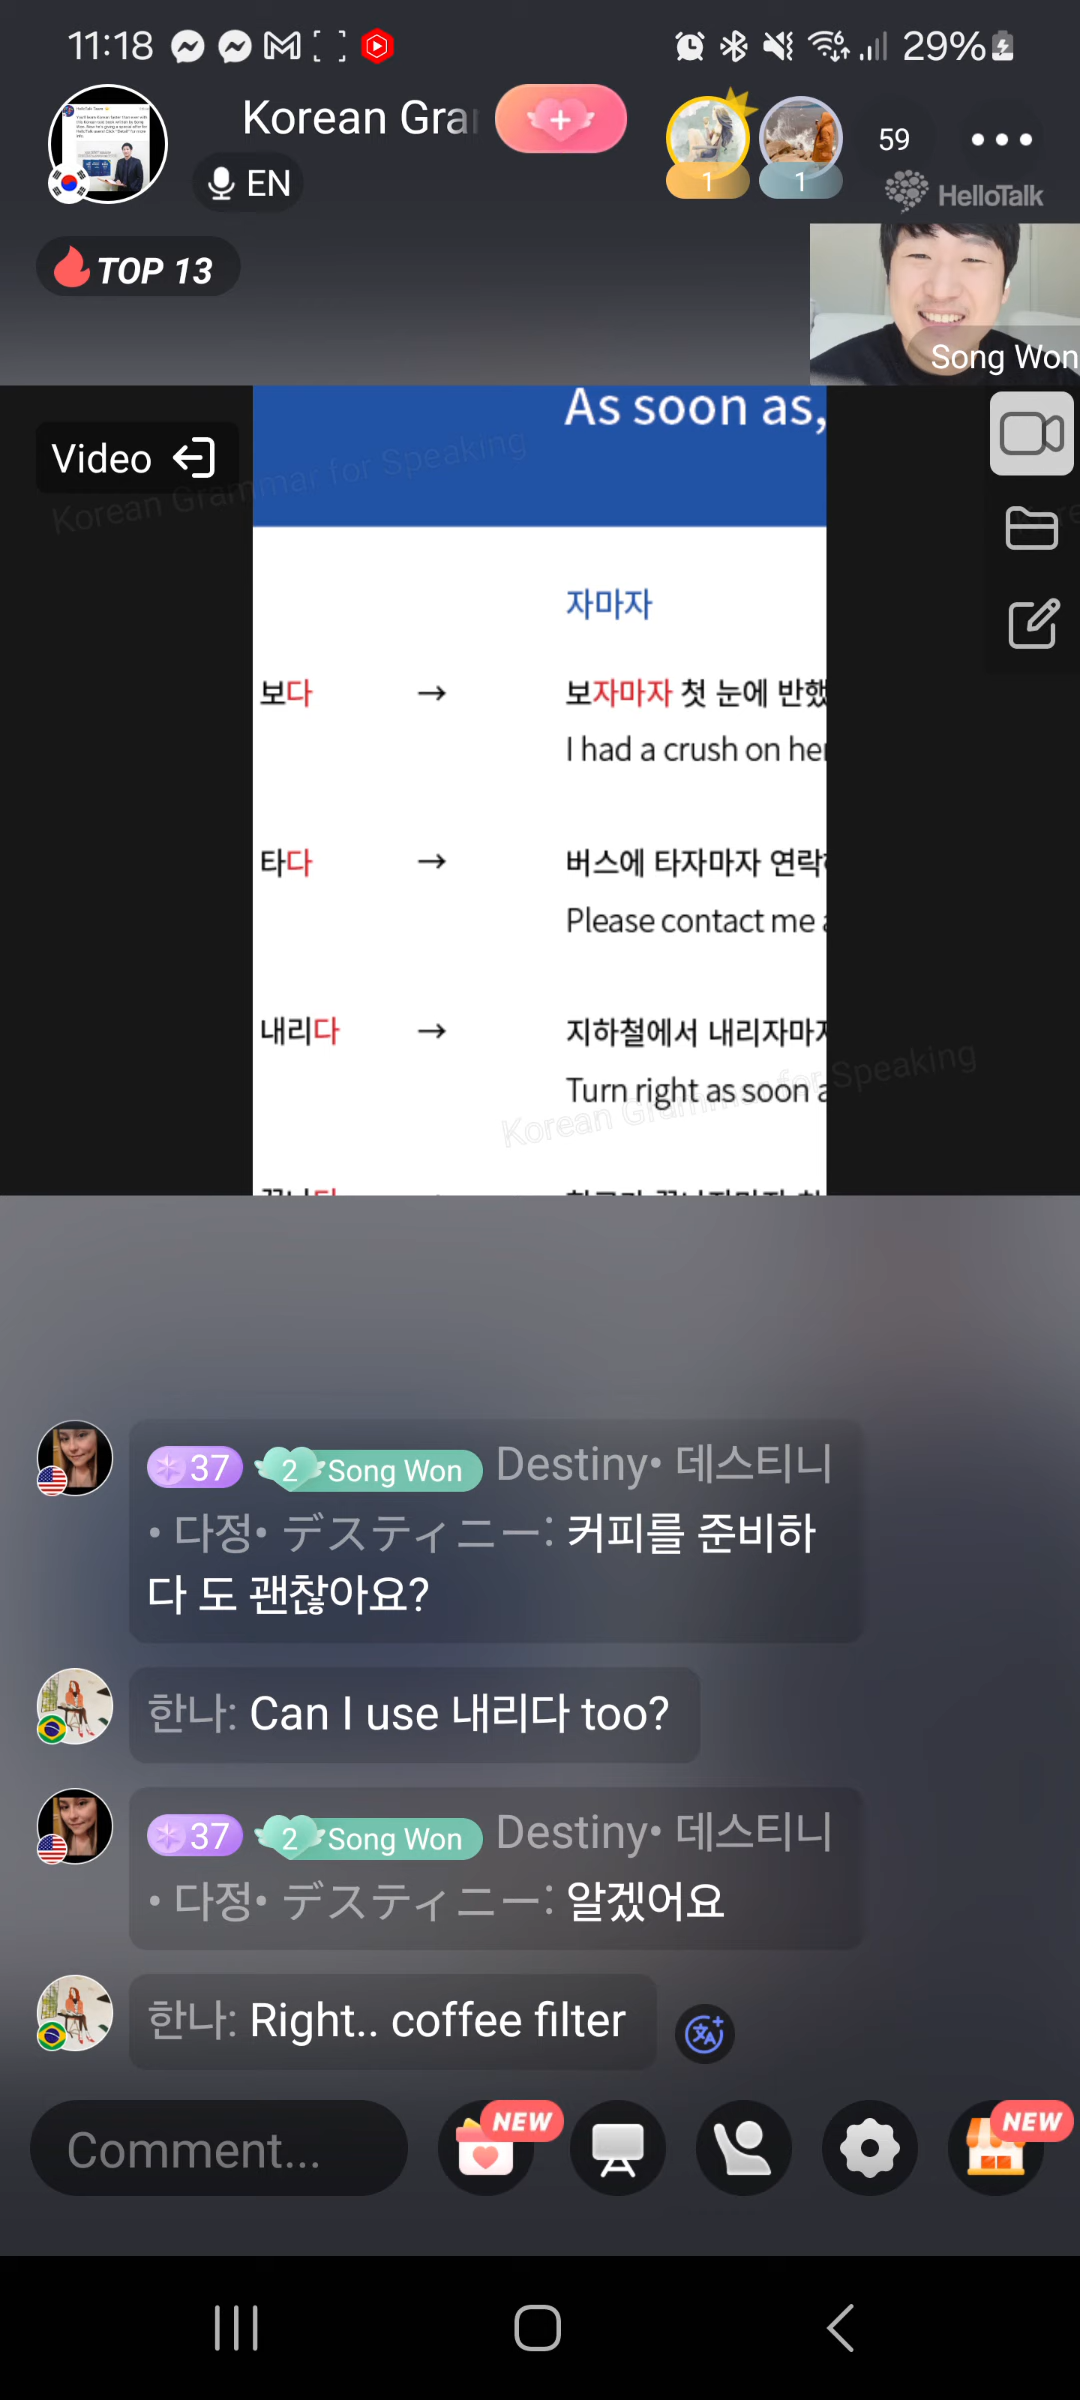 11:18
29%
Korean Gra
EN
1
1
59
HelloTalk
TOP 13
Song Won
As soon as,
Video
Korean Grammar for Speaking
자마자
보다 → 보자마자 첫 눈에 반했
I had a crush on her
타다 → 버스에 타자마자 연락
Please contact me a
내리다 → 지하철에서 내리자마자
Turn right as soon a
Korean Grammar for Speaking
37 2 Song Won Destiny• 데스티니
• 다정• デスティニー: 커피를 준비하
다 도 괜찮아요?
한나: Can I use 내리다 too?
37 2 Song Won Destiny• 데스티니
• 다정• デスティニー: 알겠어요
한나: Right.. coffee filter
Comment...
NEW
NEW